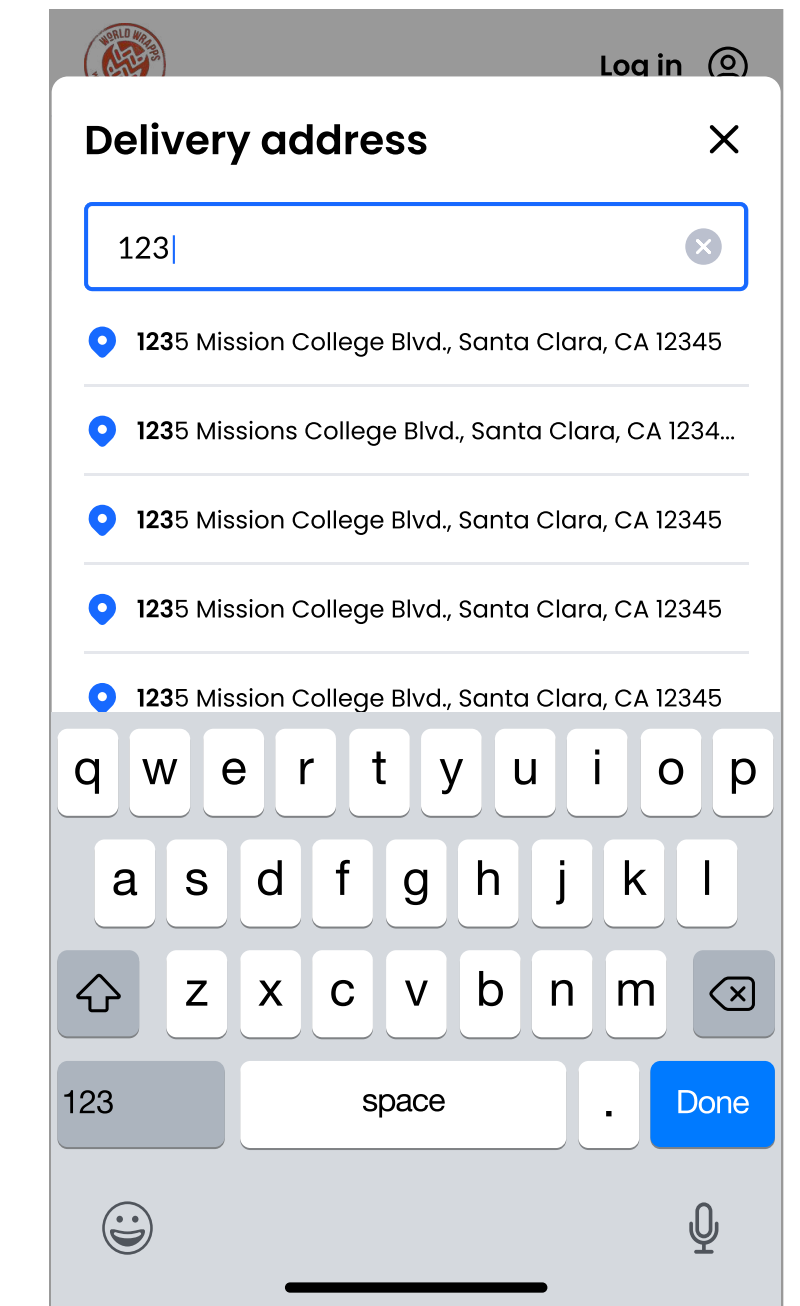 WORLD WRAPPS
Log in
Delivery address
123
1235 Mission College Blvd., Santa Clara, CA 12345
1235 Missions College Blvd., Santa Clara, CA 1234...
1235 Mission College Blvd., Santa Clara, CA 12345
1235 Mission College Blvd., Santa Clara, CA 12345
1235 Mission College Blvd., Santa Clara, CA 12345
q w e r t y u i o p
a s d f g h j k l
z x c v b n m
123 space . Done